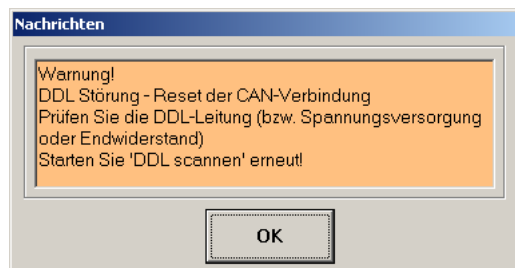 Nachrichten
Warnung!
DDL Störung - Reset der CAN-Verbindung
Prüfen Sie die DDL-Leitung (bzw. Spannungsversorgung
oder Endwiderstand)
Starten Sie 'DDL scannen' erneut!
OK